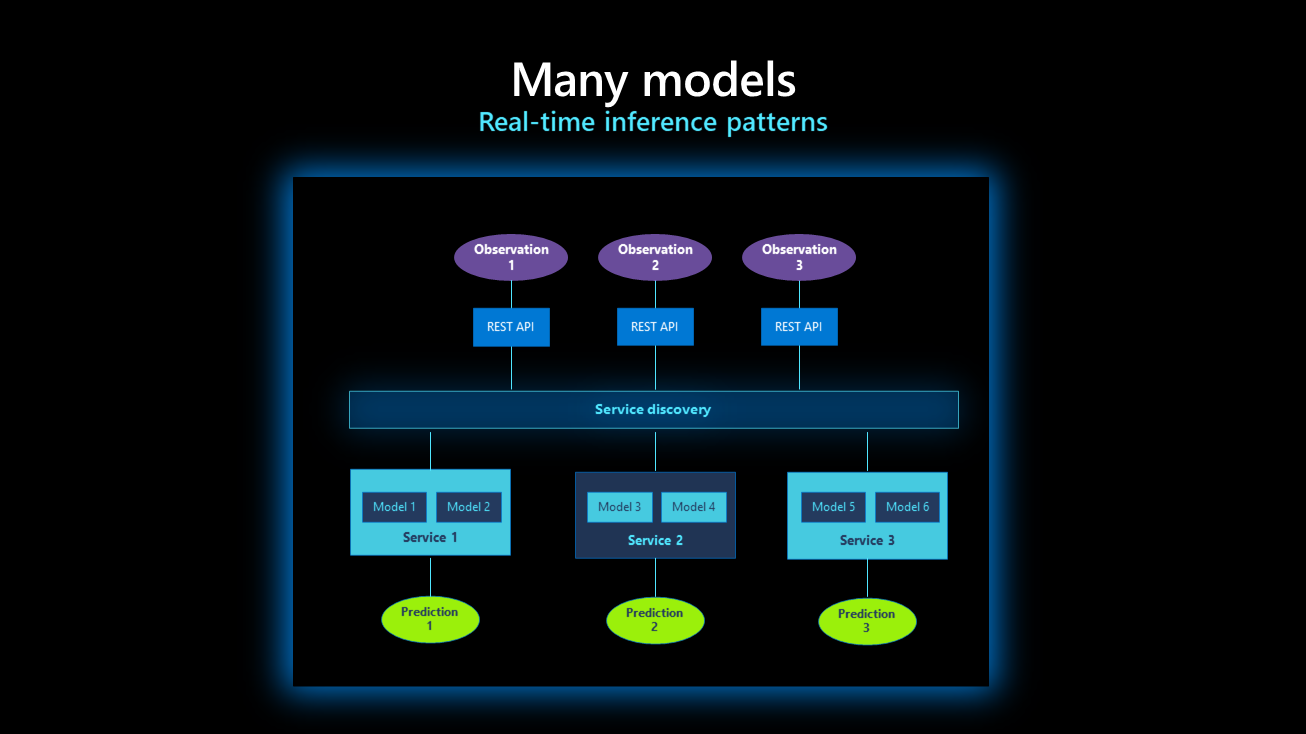 Many models
Real-time inference patterns
Observation
1
Observation
2
Observation
3
REST API
REST API
REST API
Service discovery
Model 1
Model 2
Service 1
Model 3
Model 4
Service 2
Model 5
Model 6
Service 3
Prediction
1
Prediction
2
Prediction
3